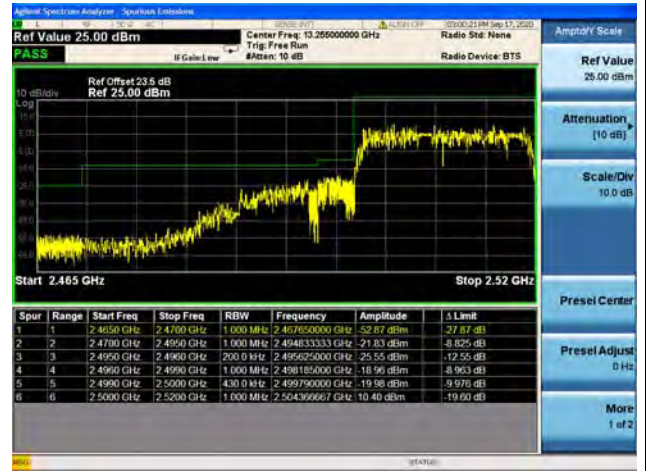 Agilent Spectrum Analyzer - Spurious Emissions
SENSE:INT
ALIGN OFF
03:00:21 PM Sep 17, 2020
Ref Value 25.00 dBm
Center Freq: 13.255000000 GHz
Radio Std: None
Trig: Free Run
PASS
IFGain:Low
#Atten: 10 dB
Radio Device: BTS
Ref Offset 23.5 dB
10 dB/div
Ref 25.00 dBm
Log
15.0
5.00
Start 2.465 GHz
Stop 2.52 GHz
Spur Range Start Freq Stop Freq RBW Frequency Amplitude Δ Limit
1 1 2.4650 GHz 2.4700 GHz 1.000 MHz 2.467650000 GHz -52.87 dBm -27.87 dB
2 2 2.4700 GHz 2.4950 GHz 1.000 MHz 2.494833333 GHz -21.83 dBm -8.825 dB
3 3 2.4950 GHz 2.4960 GHz 200.0 kHz 2.495625000 GHz -25.55 dBm -12.55 dB
4 4 2.4960 GHz 2.4990 GHz 1.000 MHz 2.498185000 GHz -18.96 dBm -8.963 dB
5 5 2.4990 GHz 2.5000 GHz 430.0 kHz 2.499790000 GHz -19.98 dBm -9.976 dB
6 6 2.5000 GHz 2.5200 GHz 1.000 MHz 2.504366667 GHz 10.40 dBm -19.60 dB
MSG
STATUS
Amptd/Y Scale
Ref Value
25.00 dBm
Attenuation
[10 dB]
Scale/Div
10.0 dB
Presel Center
Presel Adjust
0 Hz
More
1 of 2